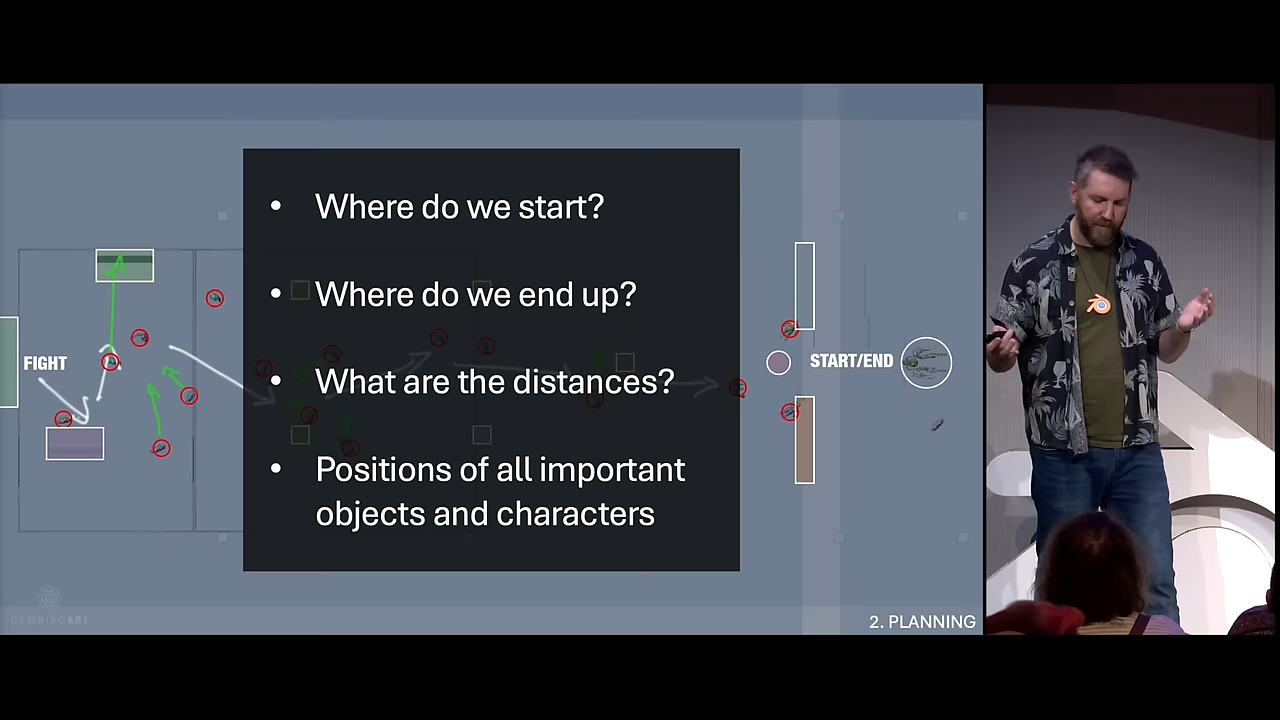 • Where do we start?
• Where do we end up?
FIGHT
START/END
• What are the distances?
• Positions of all important
objects and characters
DEMNIKOART
2. PLANNING